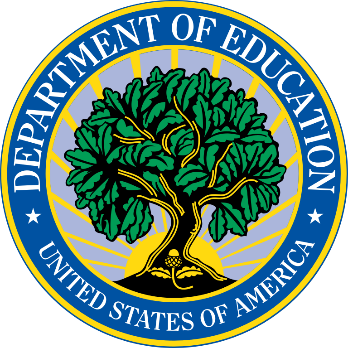 DEPARTMENT OF EDUCATION
UNITED STATES OF AMERICA